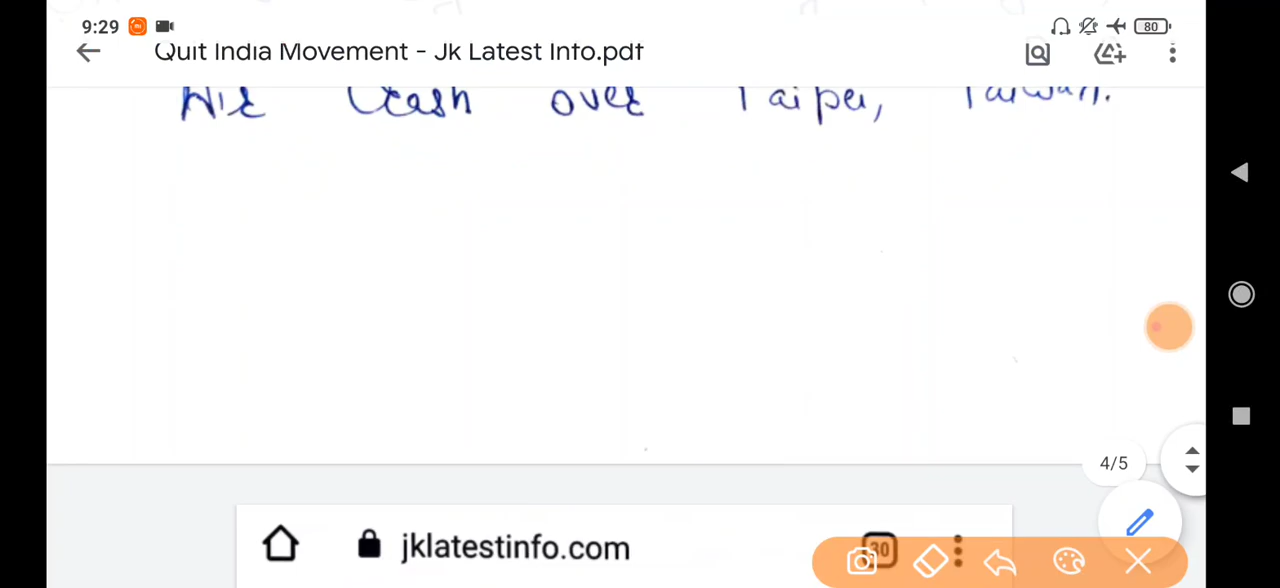 9:29
80
Quit India Movement - Jk Latest Info.pdf
Air Crash over Taipei, Taiwan.
4/5
jklatestinfo.com
30